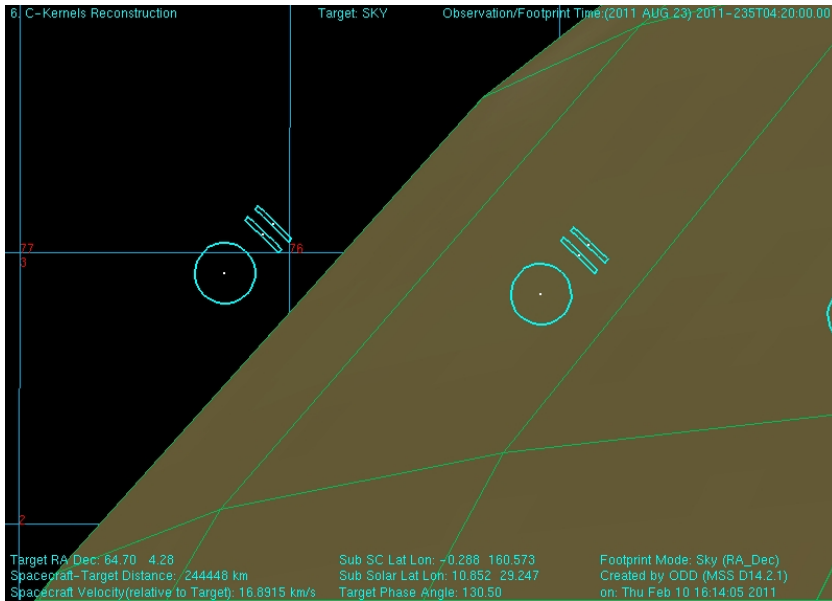 6. C-Kernels Reconstruction Target: SKY Observation/Footprint Time:(2011 AUG 23) 2011-235T04:20:00.00
77 76
3
2
Target RA Dec: 64.70 4.28 Sub SC Lat Lon: -0.288 160.573 Footprint Mode: Sky (RA_Dec)
Spacecraft-Target Distance: 244448 km Sub Solar Lat Lon: 10.852 29.247 Created by ODD (MSS D14.2.1)
Spacecraft Velocity(relative to Target): 16.8915 km/s Target Phase Angle: 130.50 on: Thu Feb 10 16:14:05 2011